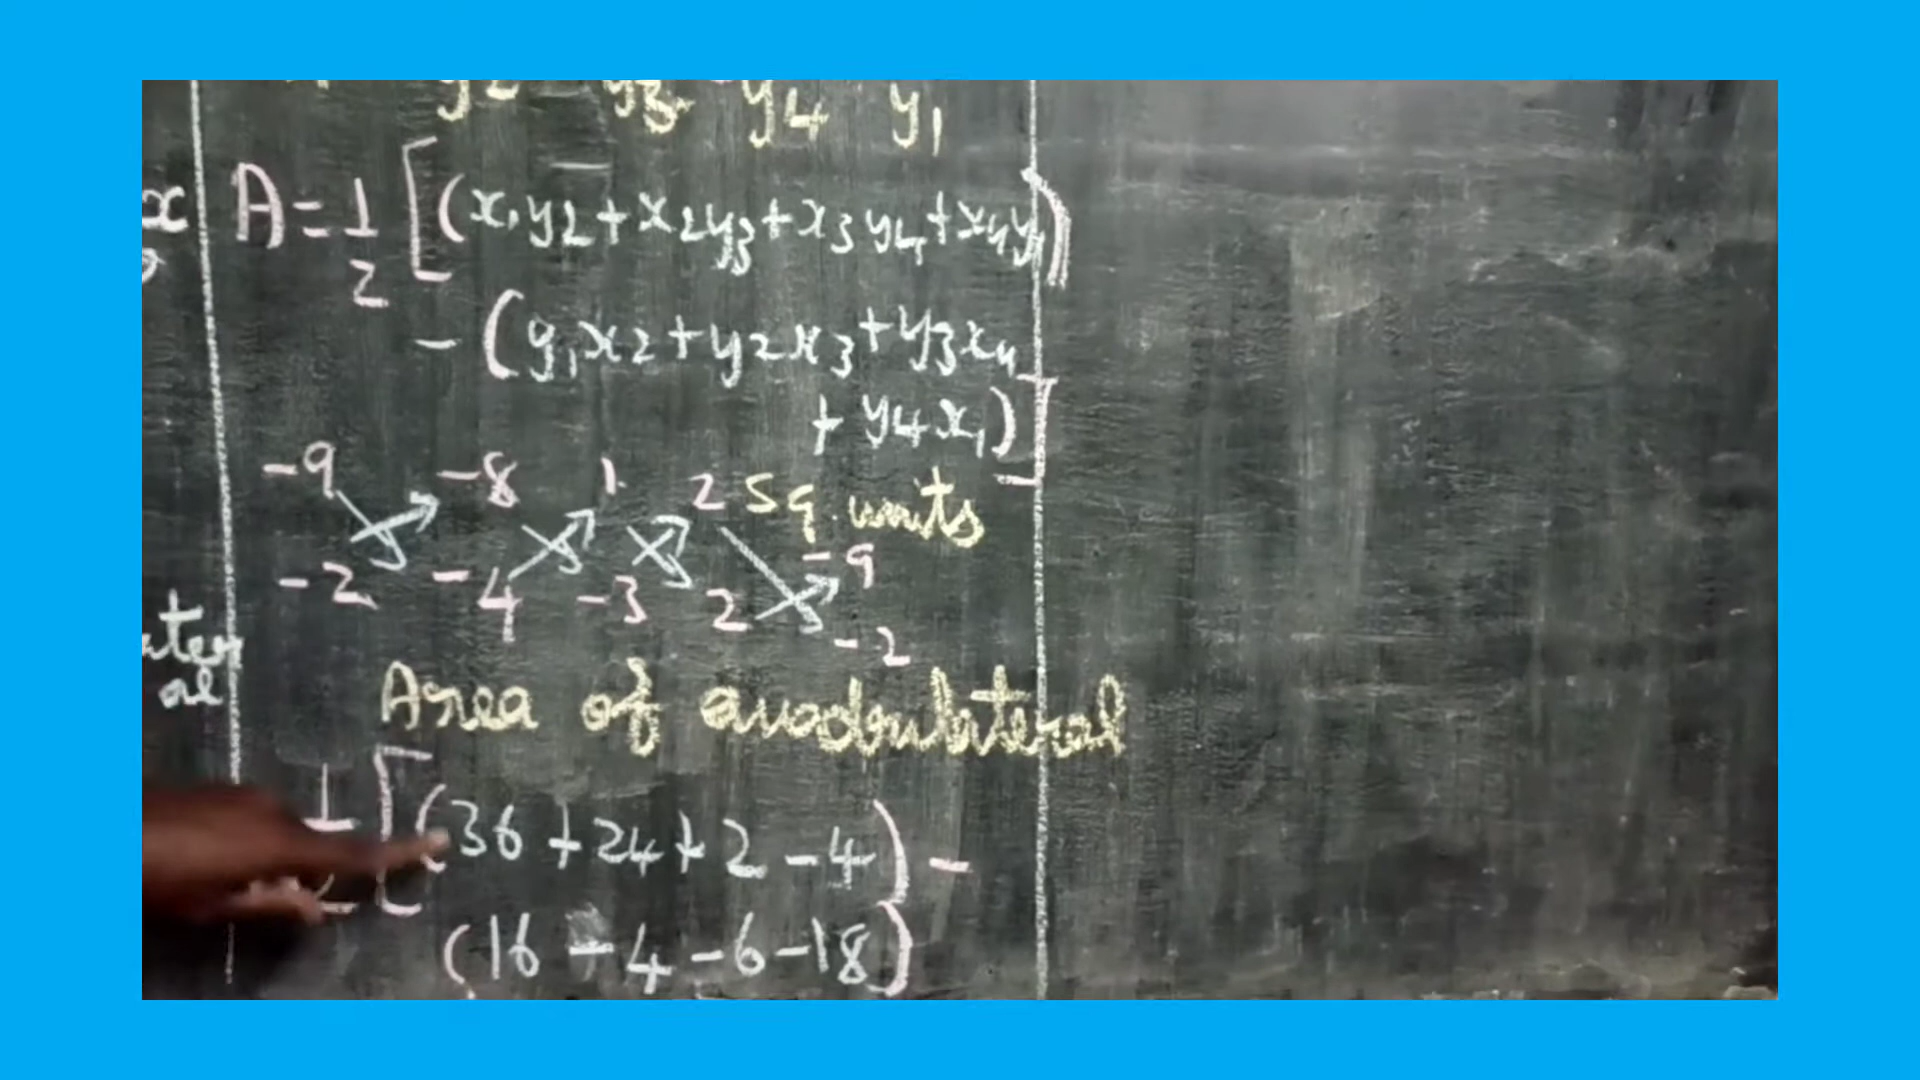 y2 y3 y4 y1
A = 1/2 [(x1y2 + x2y3 + x3y4 + x4y1)
- (y1x2 + y2x3 + y3x4
+ y4x1)]
-9 -8 1 2 sq. units
-9
-2 -4 -3 2
-2
Area of quadrilateral
1/2 [(36 + 24 + 2 - 4) -
(16 - 4 - 6 - 18)
x
ater
al